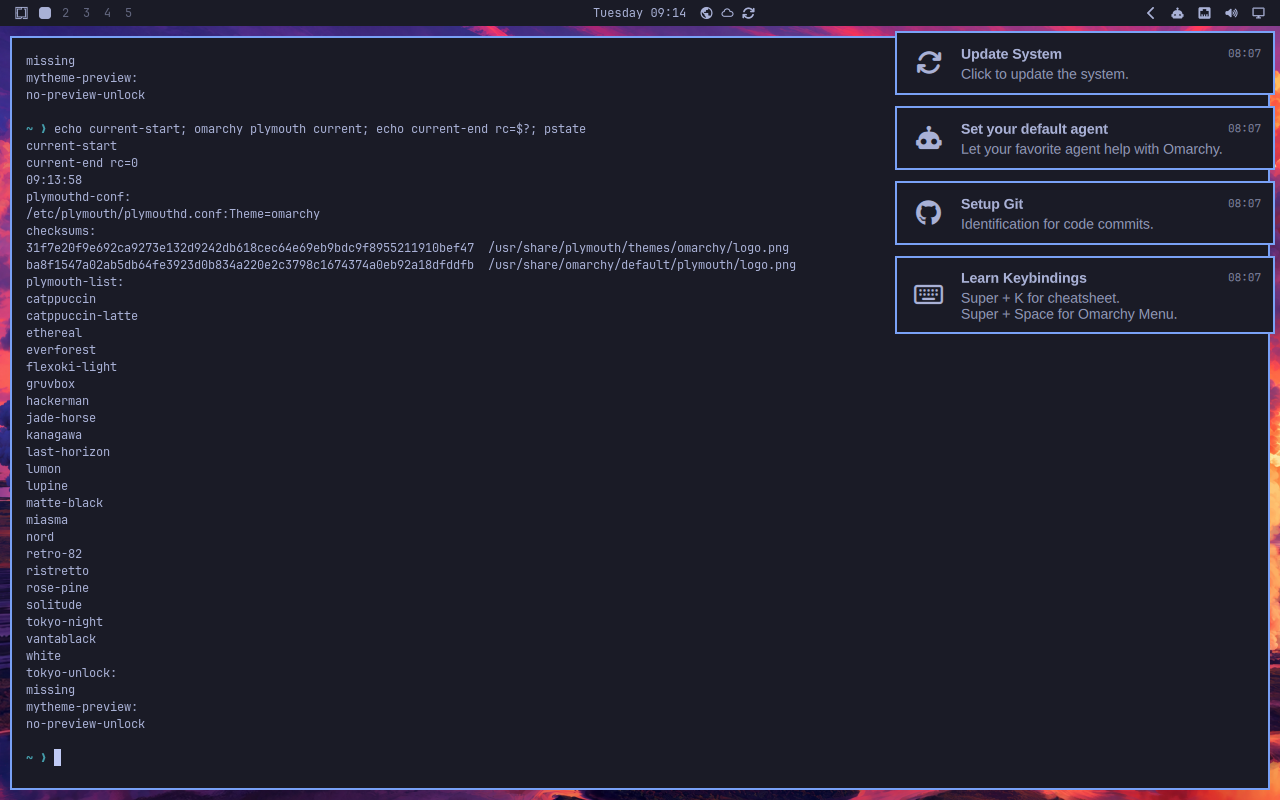 2 3 4 5
Tuesday 09:14
missing
mytheme-preview:
no-preview-unlock
~ ❯ echo current-start; omarchy plymouth current; echo current-end rc=$?; pstate
current-start
current-end rc=0
09:13:58
plymouthd-conf:
/etc/plymouth/plymouthd.conf:Theme=omarchy
checksums:
31f7e20f9e692ca9273e132d9242db618cec64e69eb9bdc9f8955211910bef47  /usr/share/plymouth/themes/omarchy/logo.png
ba8f1547a02ab5db64fe3923d0b834a220e2c3798c1674374a0eb92a18dfddfb  /usr/share/omarchy/default/plymouth/logo.png
plymouth-list:
catppuccin
catppuccin-latte
ethereal
everforest
flexoki-light
gruvbox
hackerman
jade-horse
kanagawa
last-horizon
lumon
lupine
matte-black
miasma
nord
retro-82
ristretto
rose-pine
solitude
tokyo-night
vantablack
white
tokyo-unlock:
missing
mytheme-preview:
no-preview-unlock
~ ❯
Update System 08:07
Click to update the system.
Set your default agent 08:07
Let your favorite agent help with Omarchy.
Setup Git 08:07
Identification for code commits.
Learn Keybindings 08:07
Super + K for cheatsheet.
Super + Space for Omarchy Menu.